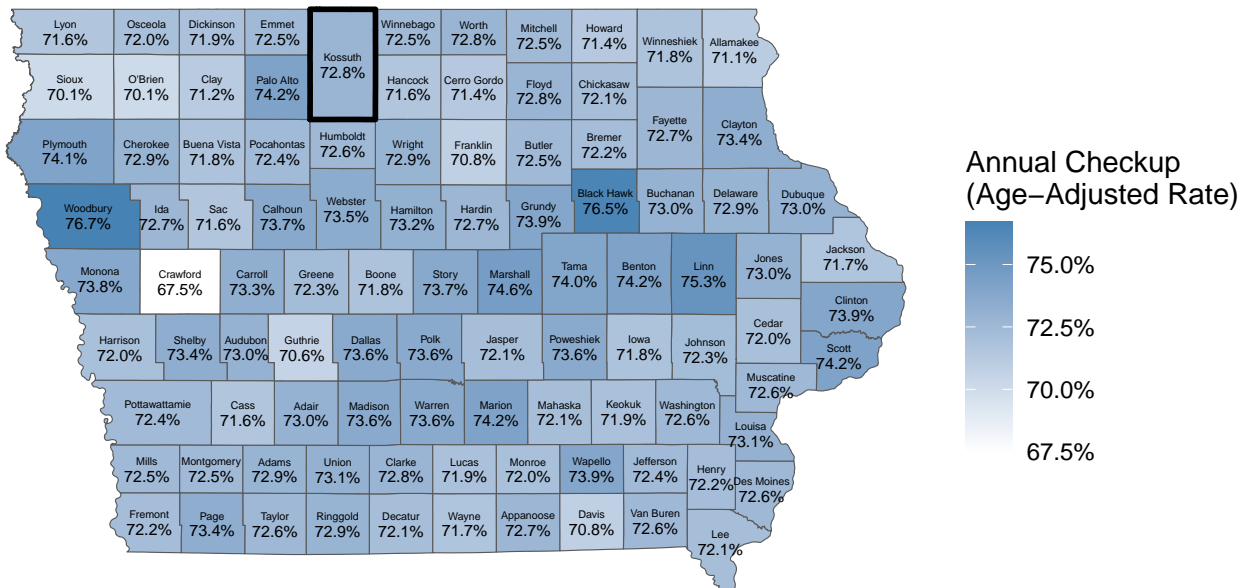 Lyon
71.6%
Osceola
72.0%
Dickinson
71.9%
Emmet
72.5%
Kossuth
72.8%
Winnebago
72.5%
Worth
72.8%
Mitchell
72.5%
Howard
71.4%
Winneshiek
71.8%
Allamakee
71.1%
Sioux
70.1%
O'Brien
70.1%
Clay
71.2%
Palo Alto
74.2%
Hancock
71.6%
Cerro Gordo
71.4%
Floyd
72.8%
Chickasaw
72.1%
Fayette
72.7%
Clayton
73.4%
Plymouth
74.1%
Cherokee
72.9%
Buena Vista
71.8%
Pocahontas
72.4%
Humboldt
72.6%
Wright
72.9%
Franklin
70.8%
Butler
72.5%
Bremer
72.2%
Woodbury
76.7%
Ida
72.7%
Sac
71.6%
Calhoun
73.7%
Webster
73.5%
Hamilton
73.2%
Hardin
72.7%
Grundy
73.9%
Black Hawk
76.5%
Buchanan
73.0%
Delaware
72.9%
Dubuque
73.0%
Monona
73.8%
Crawford
67.5%
Carroll
73.3%
Greene
72.3%
Boone
71.8%
Story
73.7%
Marshall
74.6%
Tama
74.0%
Benton
74.2%
Linn
75.3%
Jones
73.0%
Jackson
71.7%
Clinton
73.9%
Harrison
72.0%
Shelby
73.4%
Audubon
73.0%
Guthrie
70.6%
Dallas
73.6%
Polk
73.6%
Jasper
72.1%
Poweshiek
73.6%
Iowa
71.8%
Johnson
72.3%
Cedar
72.0%
Scott
74.2%
Muscatine
72.6%
Pottawattamie
72.4%
Cass
71.6%
Adair
73.0%
Madison
73.6%
Warren
73.6%
Marion
74.2%
Mahaska
72.1%
Keokuk
71.9%
Washington
72.6%
Louisa
73.1%
Mills
72.5%
Montgomery
72.5%
Adams
72.9%
Union
73.1%
Clarke
72.8%
Lucas
71.9%
Monroe
72.0%
Wapello
73.9%
Jefferson
72.4%
Henry
72.2%
Des Moines
72.6%
Fremont
72.2%
Page
73.4%
Taylor
72.6%
Ringgold
72.9%
Decatur
72.1%
Wayne
71.7%
Appanoose
72.7%
Davis
70.8%
Van Buren
72.6%
Lee
72.1%
Annual Checkup
(Age−Adjusted Rate)
75.0%
72.5%
70.0%
67.5%